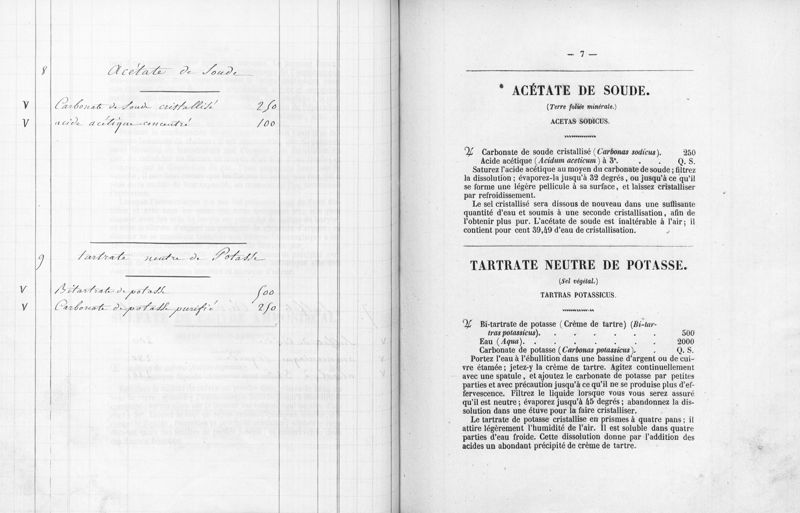 8 Acétate de Soude
V Carbonate de soude cristallisé 250
V acide acétique concentré 100
9 tartrate neutre de Potasse
V Bitartrate de potasse 500
V Carbonate de potasse purifié 250
— 7 —
* ACÉTATE DE SOUDE.
(Terre foliée minérale.)
ACETAS SODICUS.
♃ Carbonate de soude cristallisé (Carbonas sodicus). 250
Acide acétique (Acidum aceticum) à 3°. . . Q. S.
Saturez l'acide acétique au moyen du carbonate de soude ; filtrez
la dissolution ; évaporez-la jusqu'à 32 degrés, ou jusqu'à ce qu'il
se forme une légère pellicule à sa surface, et laissez cristalliser
par refroidissement.
Le sel cristallisé sera dissous de nouveau dans une suffisante
quantité d'eau et soumis à une seconde cristallisation, afin de
l'obtenir plus pur. L'acétate de soude est inaltérable à l'air ; il
contient pour cent 39,49 d'eau de cristallisation.
TARTRATE NEUTRE DE POTASSE.
(Sel végétal.)
TARTRAS POTASSICUS.
♃ Bi-tartrate de potasse (Crème de tartre) (Bi-tar-
tras potassicus). . . . . . . 500
Eau (Aqua). . . . . . . . 2000
Carbonate de potasse (Carbonas potassicus). . Q. S.
Portez l'eau à l'ébullition dans une bassine d'argent ou de cui-
vre étamée ; jetez-y la crème de tartre. Agitez continuellement
avec une spatule, et ajoutez le carbonate de potasse par petites
parties et avec précaution jusqu'à ce qu'il ne se produise plus d'ef-
fervescence. Filtrez le liquide lorsque vous vous serez assuré
qu'il est neutre ; évaporez jusqu'à 45 degrés ; abandonnez la dis-
solution dans une étuve pour la faire cristalliser.
Le tartrate de potasse cristallise en prismes à quatre pans ; il
attire légèrement l'humidité de l'air. Il est soluble dans quatre
parties d'eau froide. Cette dissolution donne par l'addition des
acides un abondant précipité de crème de tartre.